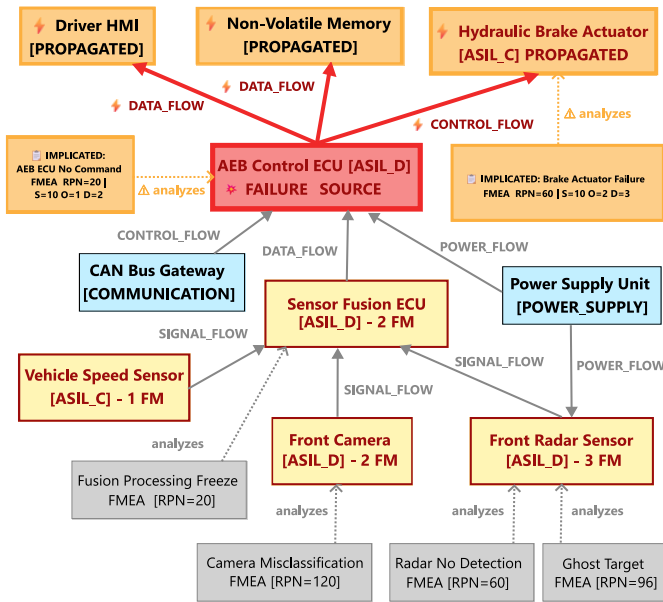 ⚡ Driver HMI
[PROPAGATED]
⚡ Non-Volatile Memory
[PROPAGATED]
⚡ Hydraulic Brake Actuator
[ASIL_C] PROPAGATED
⚡ DATA_FLOW
⚡ DATA_FLOW
⚡ CONTROL_FLOW
⚠ analyzes
📋 IMPLICATED:
AEB ECU No Command
FMEA RPN=20 |
S=10 O=1 D=2
⚠ analyzes
AEB Control ECU [ASIL_D]
💥 FAILURE SOURCE
📋 IMPLICATED: Brake Actuator Failure
FMEA RPN=60 | S=10 O=2 D=3
CONTROL_FLOW
DATA_FLOW
POWER_FLOW
CAN Bus Gateway
[COMMUNICATION]
Sensor Fusion ECU
[ASIL_D] - 2 FM
Power Supply Unit
[POWER_SUPPLY]
SIGNAL_FLOW
SIGNAL_FLOW
SIGNAL_FLOW
POWER_FLOW
Vehicle Speed Sensor
[ASIL_C] - 1 FM
analyzes
Front Camera
[ASIL_D] - 2 FM
Front Radar Sensor
[ASIL_D] - 3 FM
Fusion Processing Freeze
FMEA [RPN=20]
analyzes
analyzes
analyzes
Camera Misclassification
FMEA [RPN=120]
Radar No Detection
FMEA [RPN=60]
Ghost Target
FMEA [RPN=96]